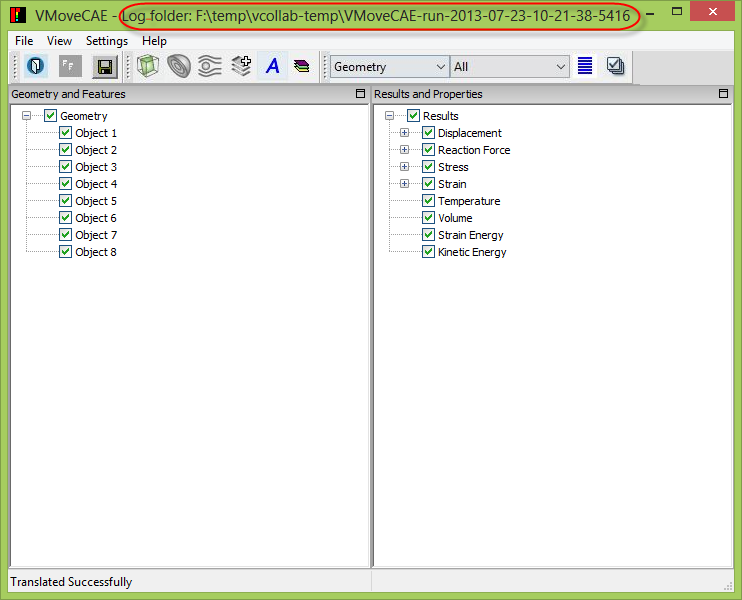 VMoveCAE - Log folder: F:\temp\vcollab-temp\VMoveCAE-run-2013-07-23-10-21-38-5416
File View Settings Help
FF A Geometry All
Geometry and Features
Results and Properties
Geometry
Object 1
Object 2
Object 3
Object 4
Object 5
Object 6
Object 7
Object 8
Results
Displacement
Reaction Force
Stress
Strain
Temperature
Volume
Strain Energy
Kinetic Energy
Translated Successfully